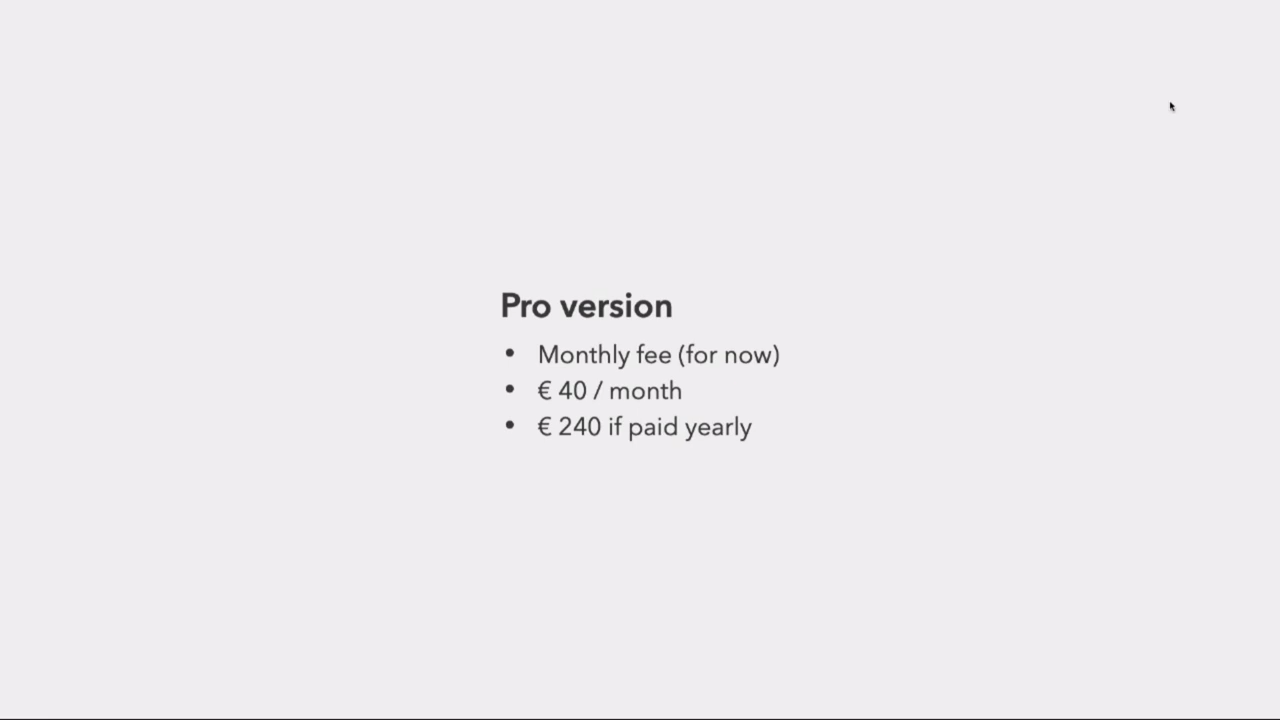 Pro version
• Monthly fee (for now)
• € 40 / month
• € 240 if paid yearly